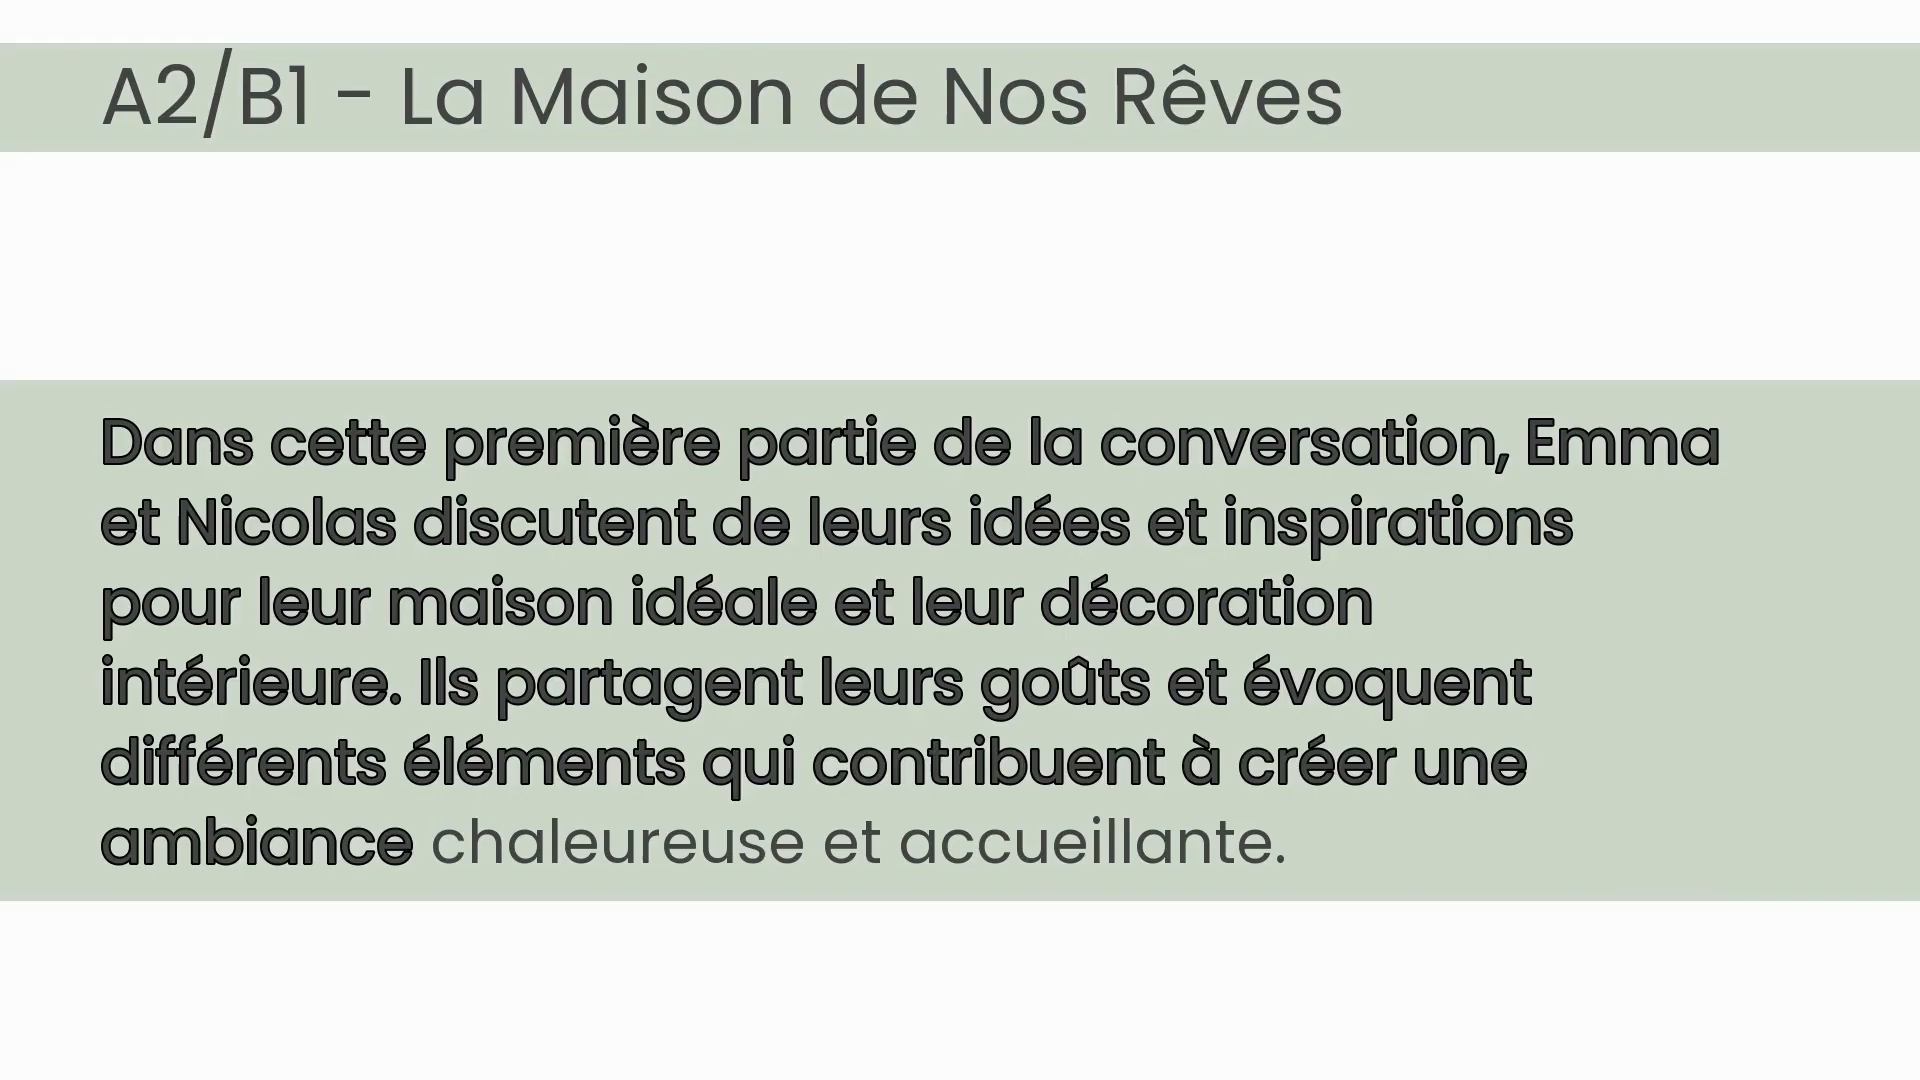 A2/B1 - La Maison de Nos Rêves
Dans cette première partie de la conversation, Emma
et Nicolas discutent de leurs idées et inspirations
pour leur maison idéale et leur décoration
intérieure. Ils partagent leurs goûts et évoquent
différents éléments qui contribuent à créer une
ambiance chaleureuse et accueillante.